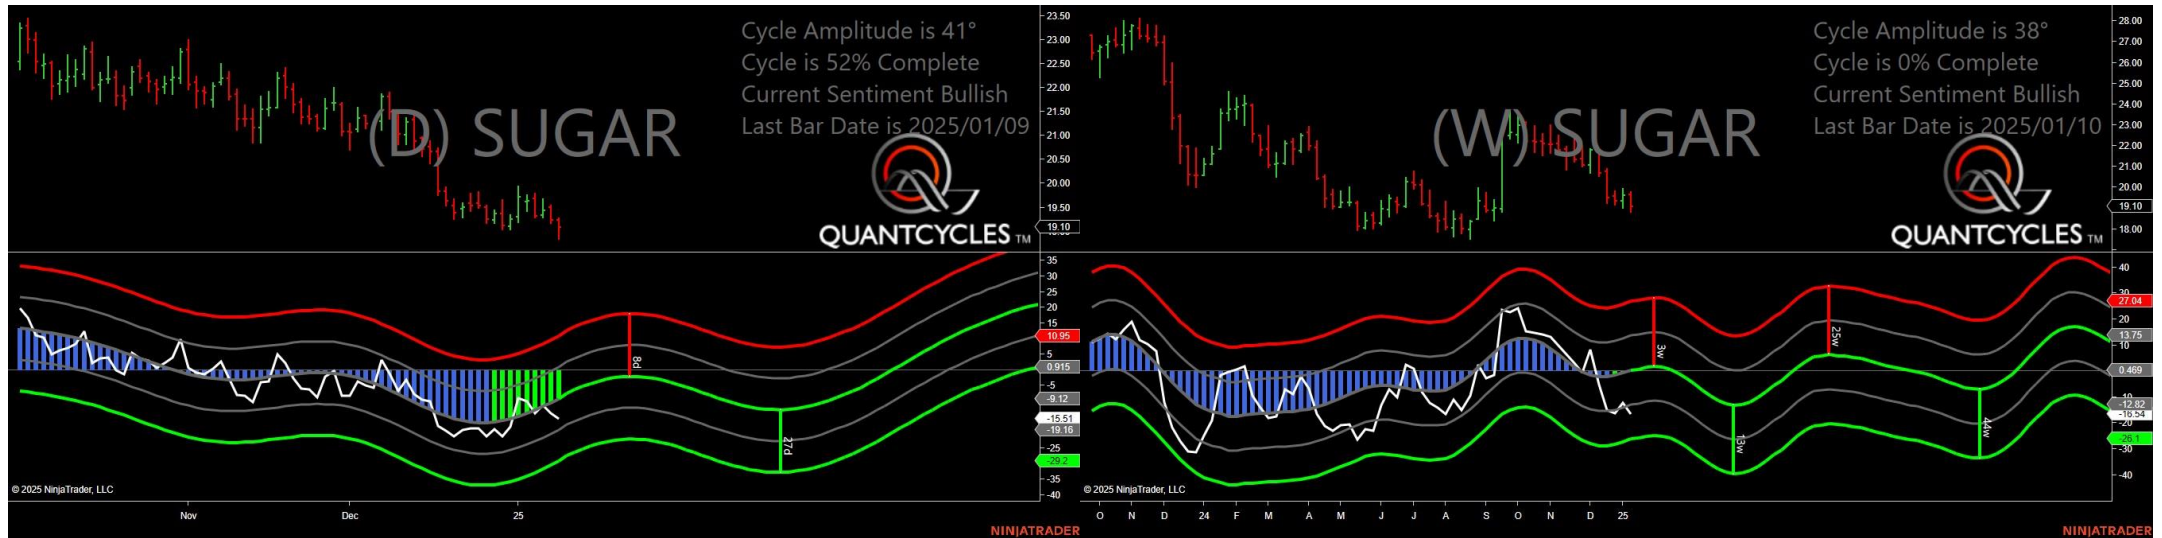 Cycle Amplitude is 41°
Cycle is 52% Complete
Current Sentiment Bullish
Last Bar Date is 2025/01/09
(D) SUGAR
QUANTCYCLES TM
23.50
23.00
22.50
22.00
21.50
21.00
20.50
20.00
19.50
19.10
35
30
25
20
15
10.95
5
0.915
-5
-9.12
-15.51
-19.16
-25
-29.2
-35
-40
8d
27d
© 2025 NinjaTrader, LLC
Nov
Dec
25
NINJATRADER
Cycle Amplitude is 38°
Cycle is 0% Complete
Current Sentiment Bullish
Last Bar Date is 2025/01/10
(W) SUGAR
QUANTCYCLES TM
28.00
27.00
26.00
25.00
24.00
23.00
22.00
21.00
20.00
19.10
18.00
40
30
27.04
20
13.75
10
0.469
-12.82
-16.54
-20
-26.1
-30
-40
3w
13w
25w
44w
© 2025 NinjaTrader, LLC
O N D 24 F M A M J J A S O N D 25
NINJATRADER